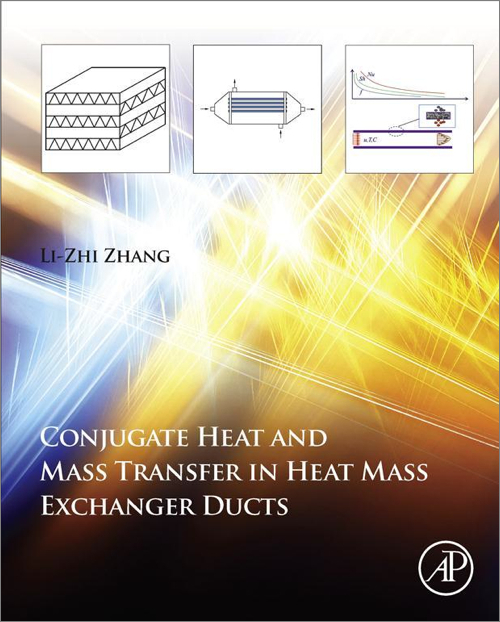 Sh
Nu
f
u,T,C
LI-ZHI ZHANG
CONJUGATE HEAT AND
MASS TRANSFER IN HEAT MASS
EXCHANGER DUCTS
AP